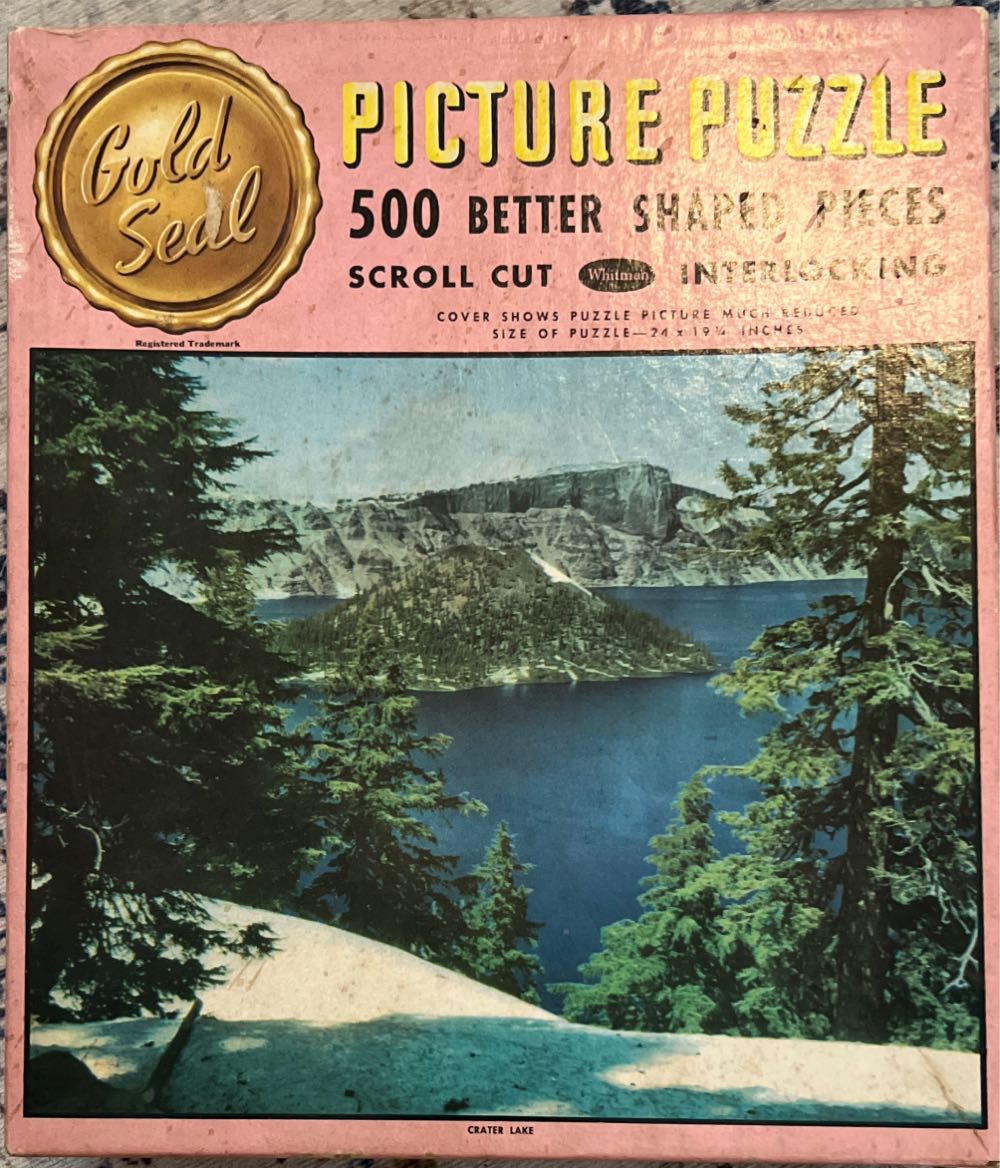 Gold
Seal
Registered Trademark
PICTURE PUZZLE
500 BETTER SHAPED PIECES
SCROLL CUT Whitman INTERLOCKING
COVER SHOWS PUZZLE PICTURE MUCH REDUCED
SIZE OF PUZZLE—24 x 19¼ INCHES
CRATER LAKE